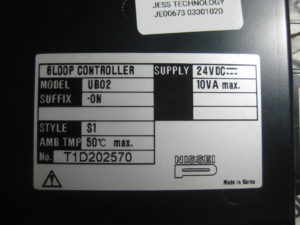 JESS TECHNOLOGY
JE00673 03301020
6LOOP CONTROLLER
SUPPLY 24VDC
MODEL UB02
10VA max.
SUFFIX -ON
STYLE S1
AMB TMP 50℃ max.
No. T1D202570
NISSEI
P
Made in Korea